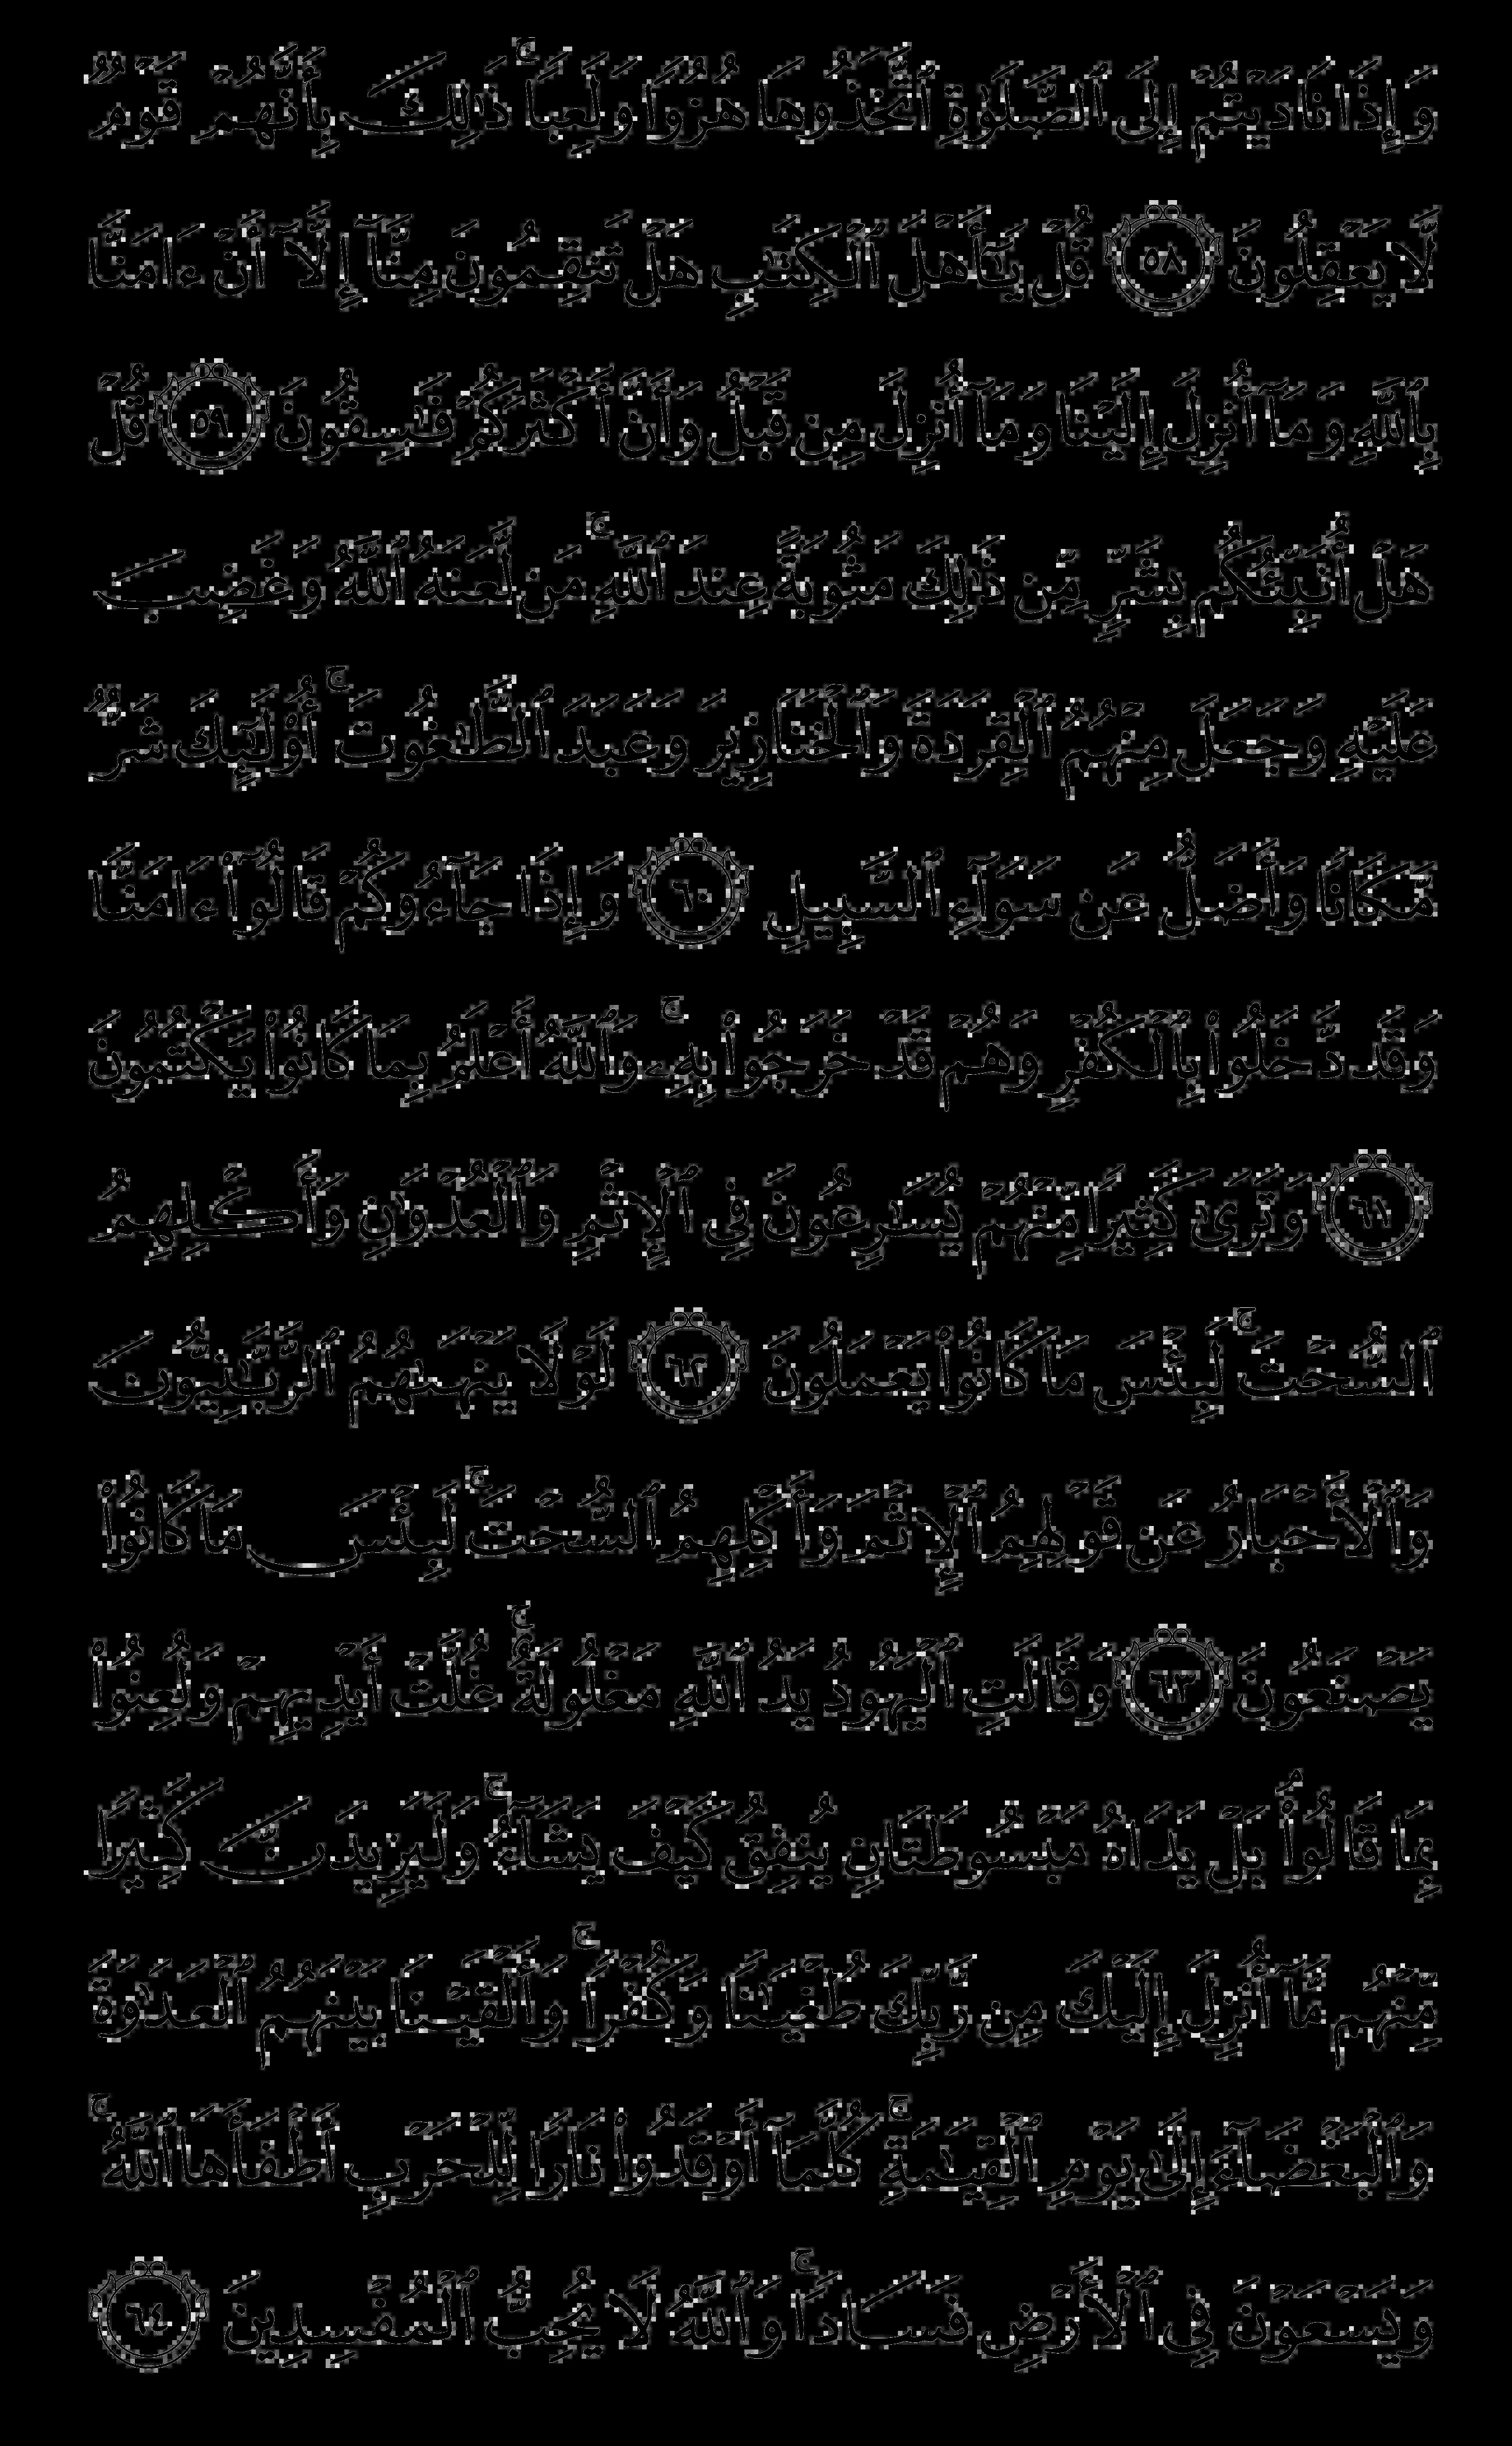 وَإِذَا نَادَيْتُمْ إِلَى ٱلصَّلَوٰةِ ٱتَّخَذُوهَا هُزُوًا وَلَعِبًا ۚ ذَٰلِكَ بِأَنَّهُمْ قَوْمٌ
لَّا يَعْقِلُونَ ٥٨ قُلْ يَـٰٓأَهْلَ ٱلْكِتَـٰبِ هَلْ تَنقِمُونَ مِنَّآ إِلَّآ أَنْ ءَامَنَّا
بِٱللَّهِ وَمَآ أُنزِلَ إِلَيْنَا وَمَآ أُنزِلَ مِن قَبْلُ وَأَنَّ أَكْثَرَكُمْ فَـٰسِقُونَ ٥٩ قُلْ
هَلْ أُنَبِّئُكُم بِشَرٍّ مِّن ذَٰلِكَ مَثُوبَةً عِندَ ٱللَّهِ ۚ مَن لَّعَنَهُ ٱللَّهُ وَغَضِبَ
عَلَيْهِ وَجَعَلَ مِنْهُمُ ٱلْقِرَدَةَ وَٱلْخَنَازِيرَ وَعَبَدَ ٱلطَّـٰغُوتَ ۚ أُو۟لَـٰٓئِكَ شَرٌّ
مَّكَانًا وَأَضَلُّ عَن سَوَآءِ ٱلسَّبِيلِ ٦٠ وَإِذَا جَآءُوكُمْ قَالُوٓا۟ ءَامَنَّا
وَقَد دَّخَلُوا۟ بِٱلْكُفْرِ وَهُمْ قَدْ خَرَجُوا۟ بِهِۦ ۚ وَٱللَّهُ أَعْلَمُ بِمَا كَانُوا۟ يَكْتُمُونَ
٦١ وَتَرَىٰ كَثِيرًا مِّنْهُمْ يُسَـٰرِعُونَ فِى ٱلْإِثْمِ وَٱلْعُدْوَٰنِ وَأَكْلِهِمُ
ٱلسُّحْتَ ۚ لَبِئْسَ مَا كَانُوا۟ يَعْمَلُونَ ٦٢ لَوْلَا يَنْهَىٰهُمُ ٱلرَّبَّـٰنِيُّونَ
وَٱلْأَحْبَارُ عَن قَوْلِهِمُ ٱلْإِثْمَ وَأَكْلِهِمُ ٱلسُّحْتَ ۚ لَبِئْسَ مَا كَانُوا۟
يَصْنَعُونَ ٦٣ وَقَالَتِ ٱلْيَهُودُ يَدُ ٱللَّهِ مَغْلُولَةٌ ۚ غُلَّتْ أَيْدِيهِمْ وَلُعِنُوا۟
بِمَا قَالُوا۟ ۘ بَلْ يَدَاهُ مَبْسُوطَتَانِ يُنفِقُ كَيْفَ يَشَآءُ ۚ وَلَيَزِيدَنَّ كَثِيرًا
مِّنْهُم مَّآ أُنزِلَ إِلَيْكَ مِن رَّبِّكَ طُغْيَـٰنًا وَكُفْرًا ۚ وَأَلْقَيْنَا بَيْنَهُمُ ٱلْعَدَٰوَةَ
وَٱلْبَغْضَآءَ إِلَىٰ يَوْمِ ٱلْقِيَـٰمَةِ ۚ كُلَّمَآ أَوْقَدُوا۟ نَارًا لِّلْحَرْبِ أَطْفَأَهَا ٱللَّهُ ۚ
وَيَسْعَوْنَ فِى ٱلْأَرْضِ فَسَادًا ۚ وَٱللَّهُ لَا يُحِبُّ ٱلْمُفْسِدِينَ ٦٤